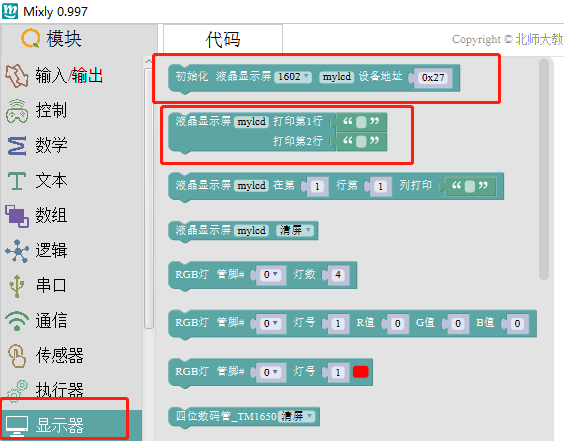 Mixly 0.997
模块
代码
Copyright © 北师大教
输入/输出
控制
数学
文本
数组
逻辑
串口
通信
传感器
执行器
显示器
初始化 液晶显示屏 1602 mylcd 设备地址 0x27
液晶显示屏 mylcd 打印第1行 “ ”
打印第2行 “ ”
液晶显示屏 mylcd 在第 1 行第 1 列打印 “ ”
液晶显示屏 mylcd 清屏
RGB灯 管脚# 0 灯数 4
RGB灯 管脚# 0 灯号 1 R值 0 G值 0 B值 0
RGB灯 管脚# 0 灯号 1
四位数码管_TM1650 清屏